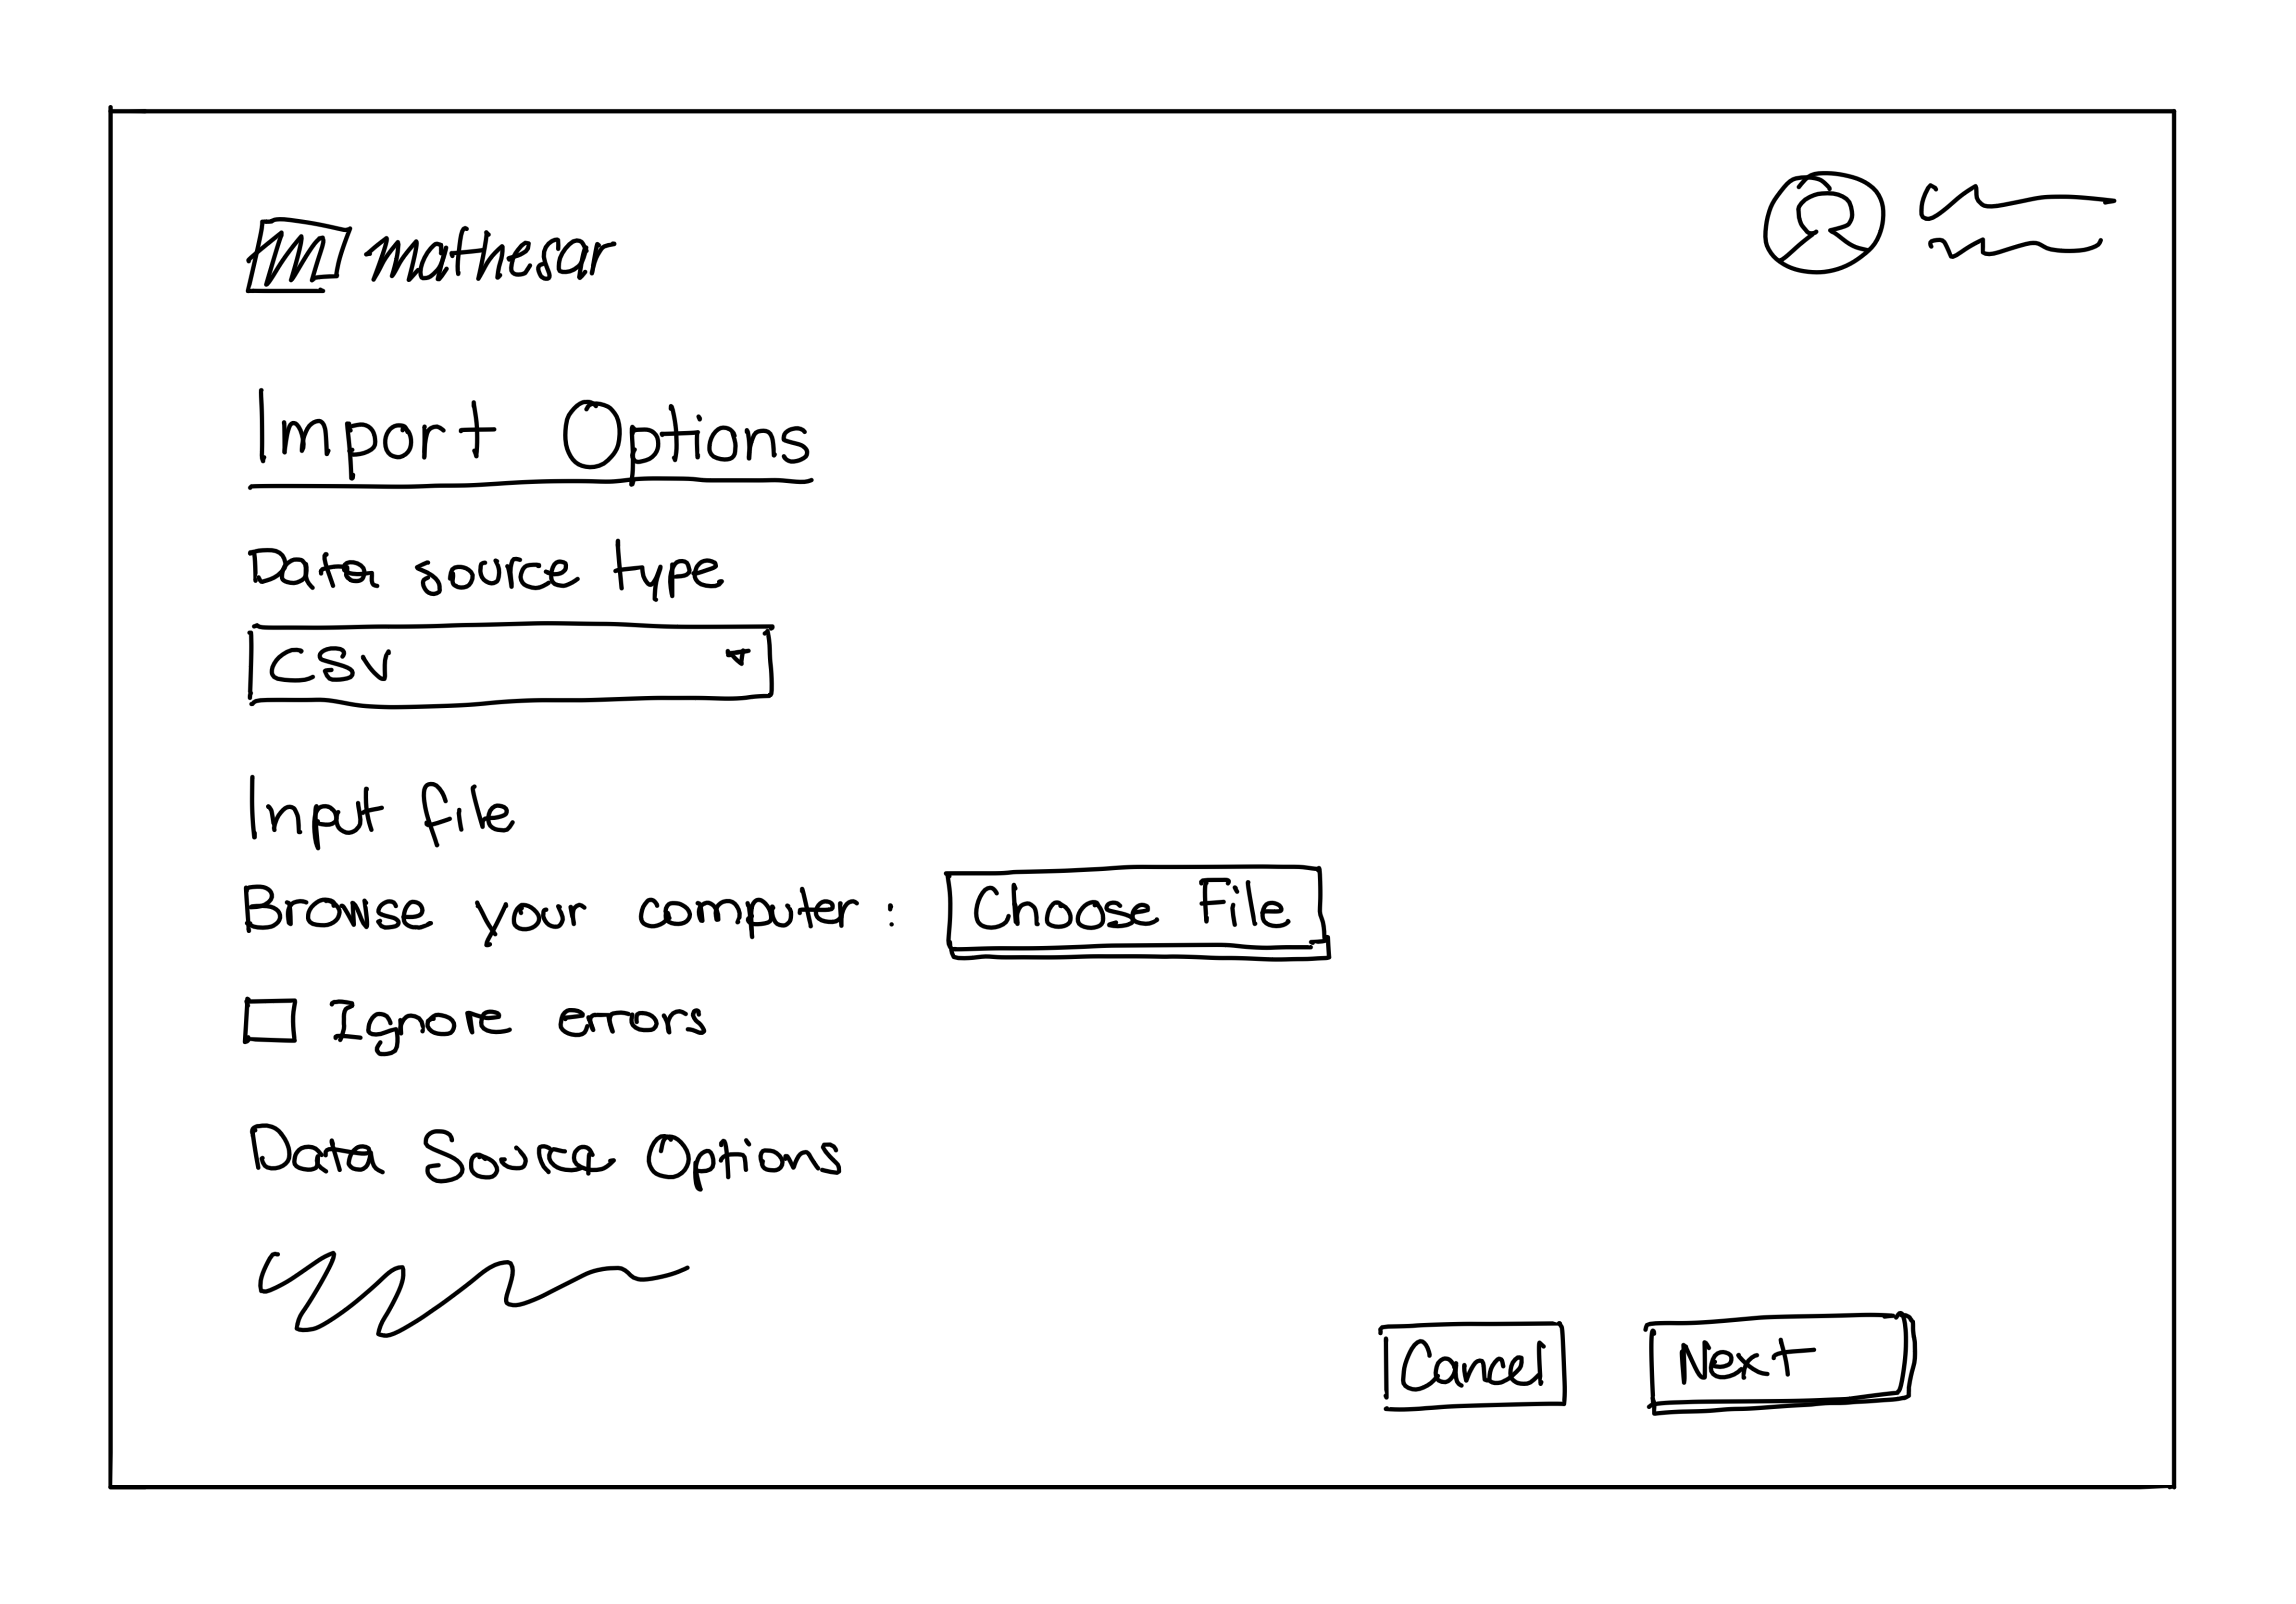 M mathesar
Import Options
Data source type
CSV
Input file
Browse your computer: Choose File
Ignore errors
Data Source Options
Cancel Next